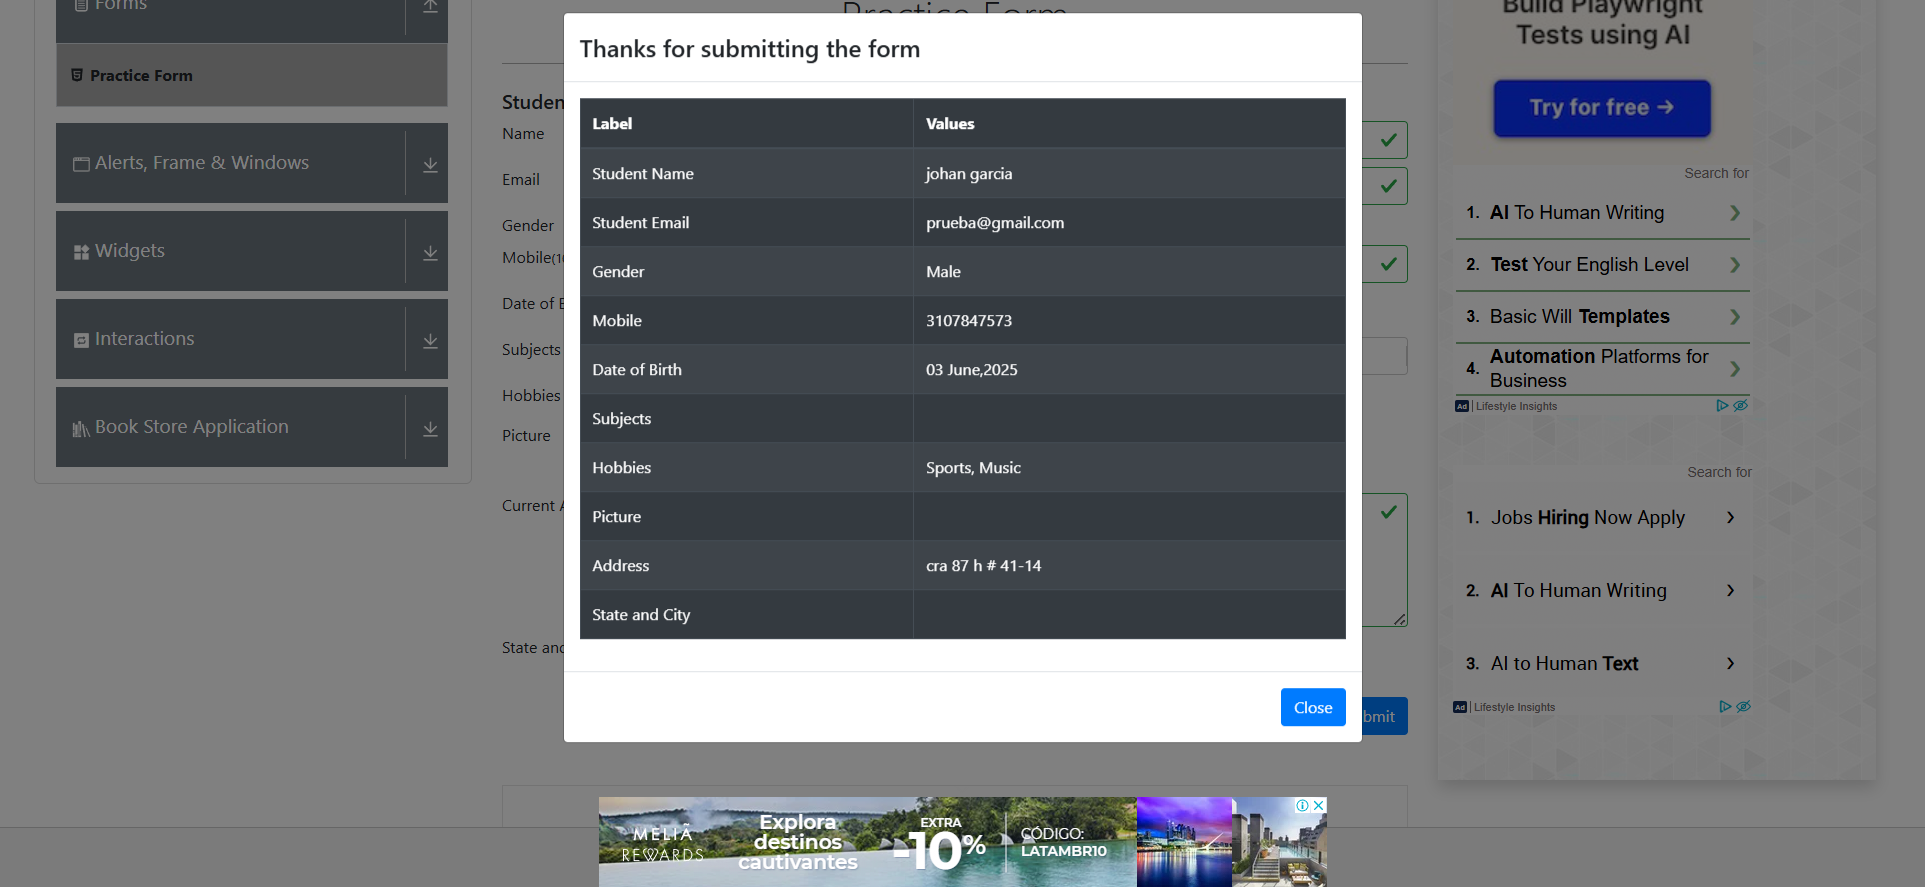 Forms
Practice Form
Alerts, Frame & Windows
Widgets
Interactions
Book Store Application
Practice Form
Studen
Name
Email
Gender
Mobile(10
Date of B
Subjects
Hobbies
Picture
Current A
State and
bmit
Thanks for submitting the form
Label Values
Student Name johan garcia
Student Email prueba@gmail.com
Gender Male
Mobile 3107847573
Date of Birth 03 June,2025
Subjects
Hobbies Sports, Music
Picture
Address cra 87 h # 41-14
State and City
Close
Build Playwright
Tests using AI
Try for free →
Search for
1. AI To Human Writing
2. Test Your English Level
3. Basic Will Templates
4. Automation Platforms for
Business
Ad | Lifestyle Insights
Search for
1. Jobs Hiring Now Apply
2. AI To Human Writing
3. AI to Human Text
Ad | Lifestyle Insights
MELIÃ
REWARDS
Explora
destinos
cautivantes
EXTRA
-10%
CÓDIGO:
LATAMBR10